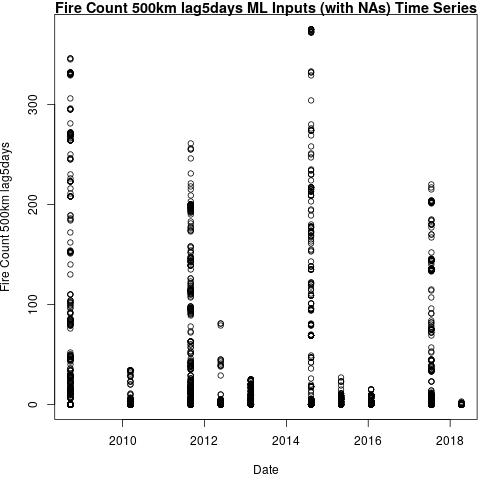 Fire Count 500km lag5days ML Inputs (with NAs) Time Series
Fire Count 500km lag5days
300
200
100
0
2010 2012 2014 2016 2018
Date